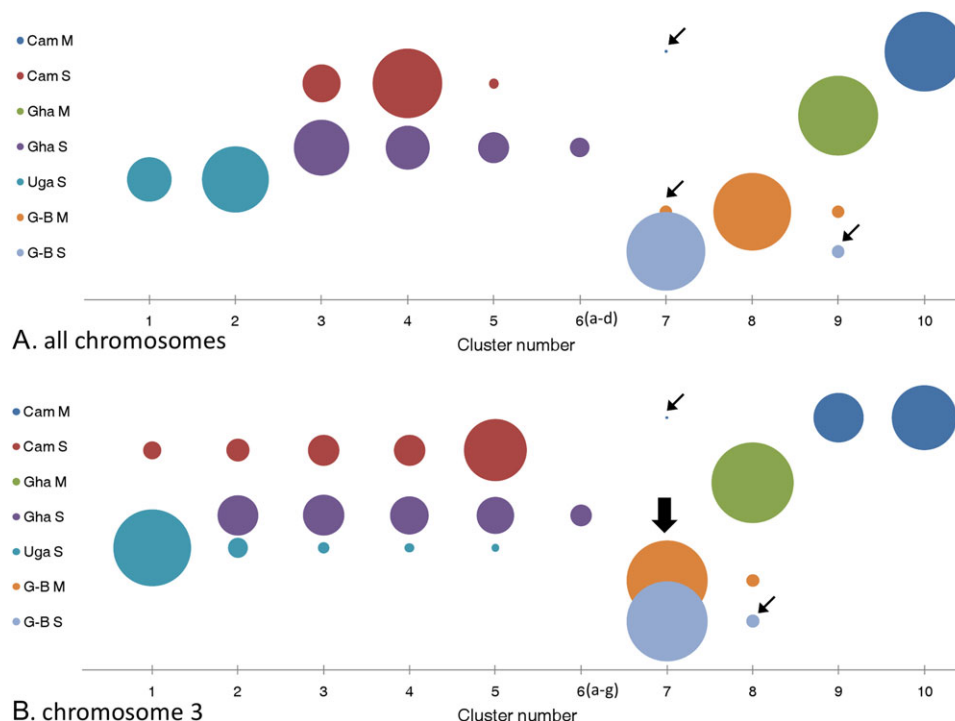 Cam M
Cam S
Gha M
Gha S
Uga S
G-B M
G-B S
1 2 3 4 5 6(a-d) 7 8 9 10
A. all chromosomes
Cluster number
Cam M
Cam S
Gha M
Gha S
Uga S
G-B M
G-B S
1 2 3 4 5 6(a-g) 7 8 9 10
B. chromosome 3
Cluster number